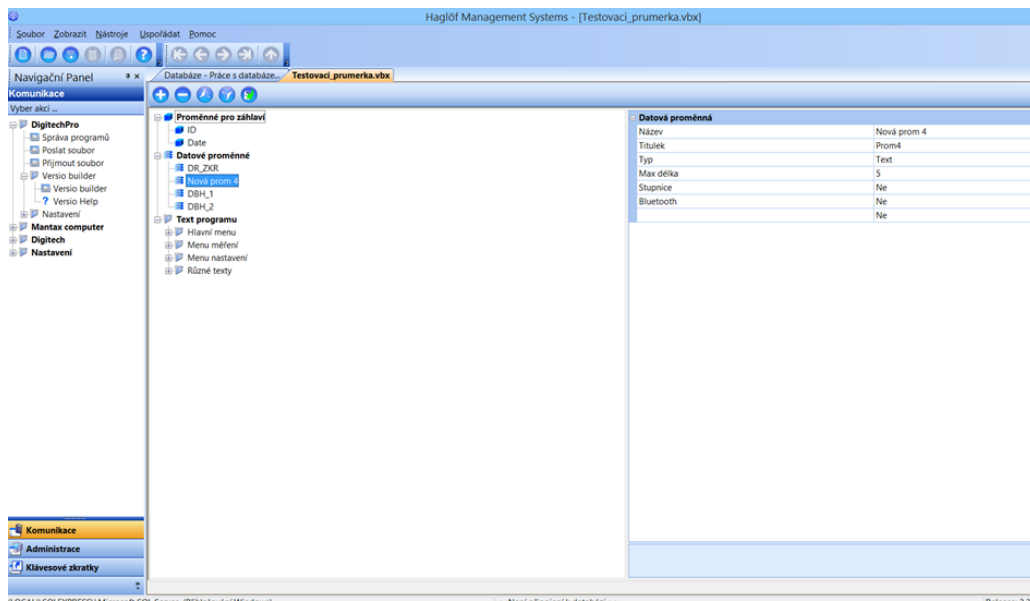 Haglöf Management Systems - [Testovaci_prumerka.vbx]
Soubor Zobrazit Nástroje Uspořádat Pomoc
Navigační Panel
Databáze - Práce s databáze...
Testovaci_prumerka.vbx
Komunikace
Vyber akci ...
DigitechPro
Správa programů
Poslat soubor
Přijmout soubor
Versio builder
Versio builder
? Versio Help
Nastavení
Mantax computer
Digitech
Nastavení
Proměnné pro záhlaví
ID
Date
Datové proměnné
DR_ZKR
Nová prom 4
DBH_1
DBH_2
Text programu
Hlavní menu
Menu měření
Menu nastavení
Různé texty
Datová proměnná
Název Nová prom 4
Titulek Prom4
Typ Text
Max délka 5
Stupnice Ne
Bluetooth Ne
Ne
Komunikace
Administrace
Klávesové zkratky